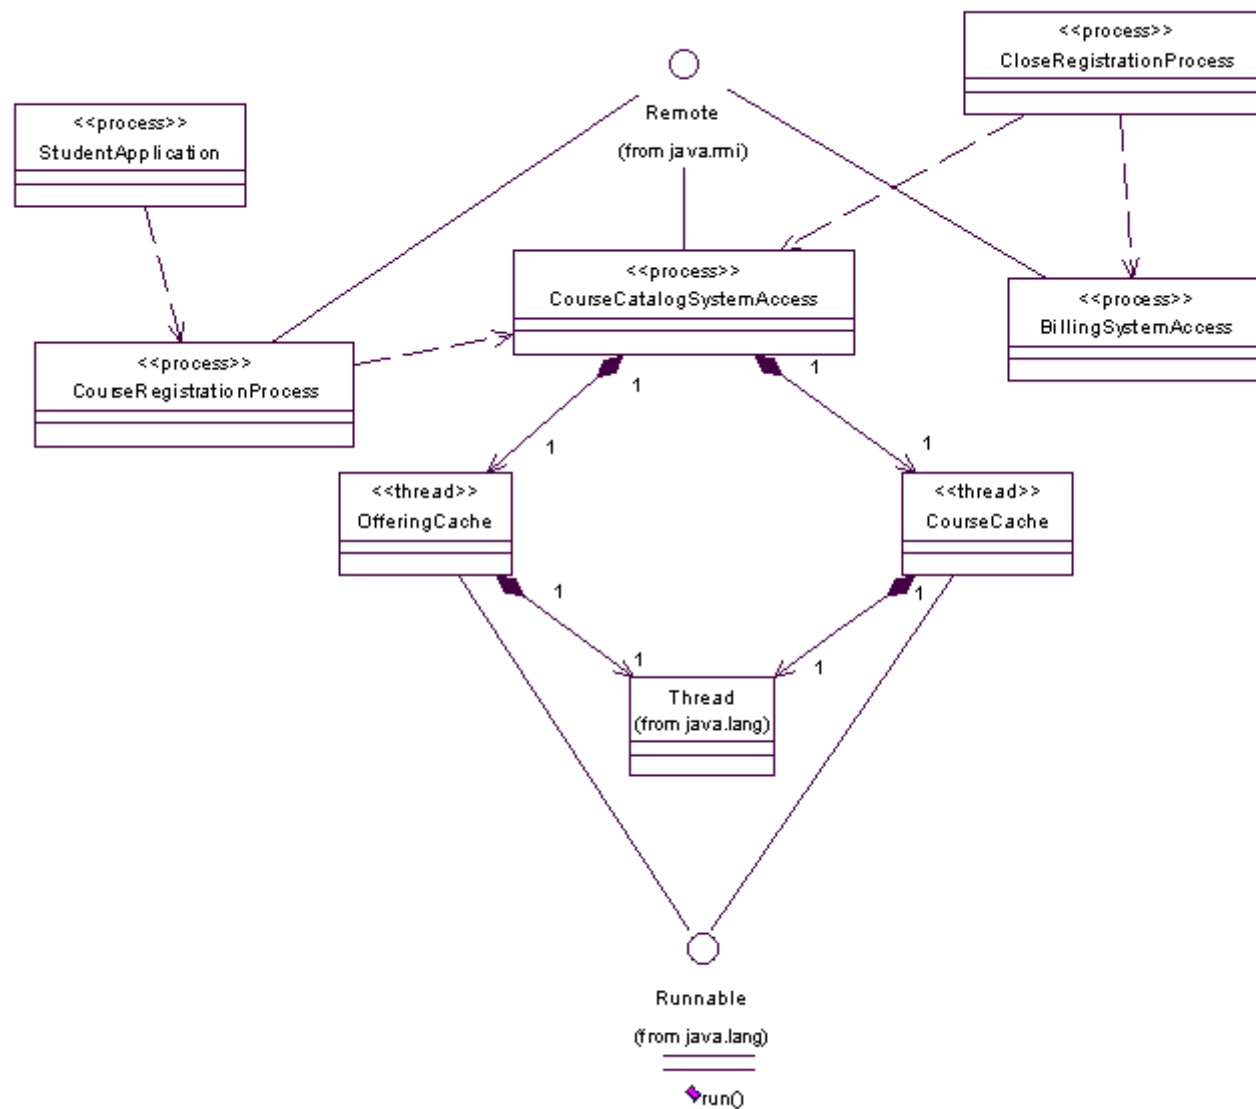 <<process>>
CloseRegistrationProcess
Remote
(from java.rmi)
<<process>>
StudentApplication
<<process>>
CourseCatalogSystemAccess
<<process>>
BillingSystemAccess
<<process>>
CourseRegistrationProcess
1
1
1
1
<<thread>>
OfferingCache
<<thread>>
CourseCache
1
1
1
1
Thread
(from java.lang)
Runnable
(from java.lang)
run()